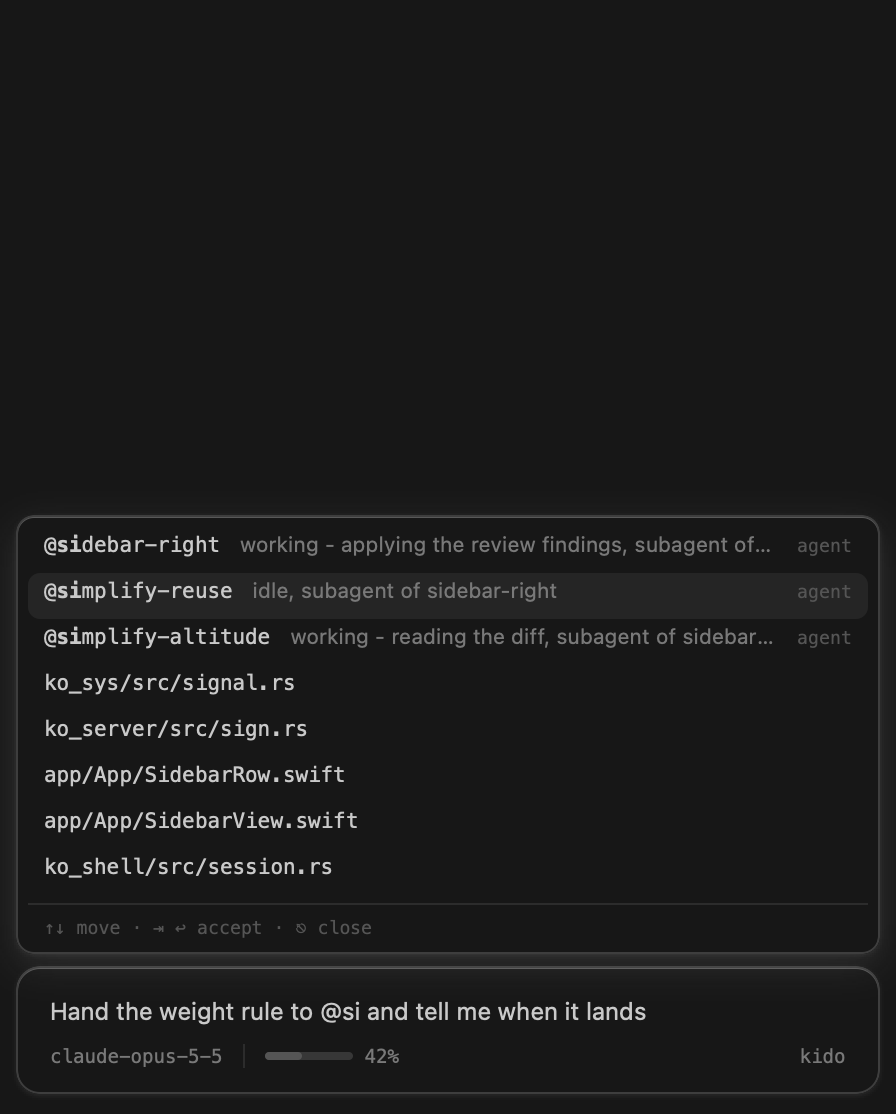 @sidebar-right working - applying the review findings, subagent of... agent
@simplify-reuse idle, subagent of sidebar-right agent
@simplify-altitude working - reading the diff, subagent of sidebar... agent
ko_sys/src/signal.rs
ko_server/src/sign.rs
app/App/SidebarRow.swift
app/App/SidebarView.swift
ko_shell/src/session.rs
↑↓ move · ⇥ ↩ accept · ⎋ close
Hand the weight rule to @si and tell me when it lands
claude-opus-5-5 42% kido